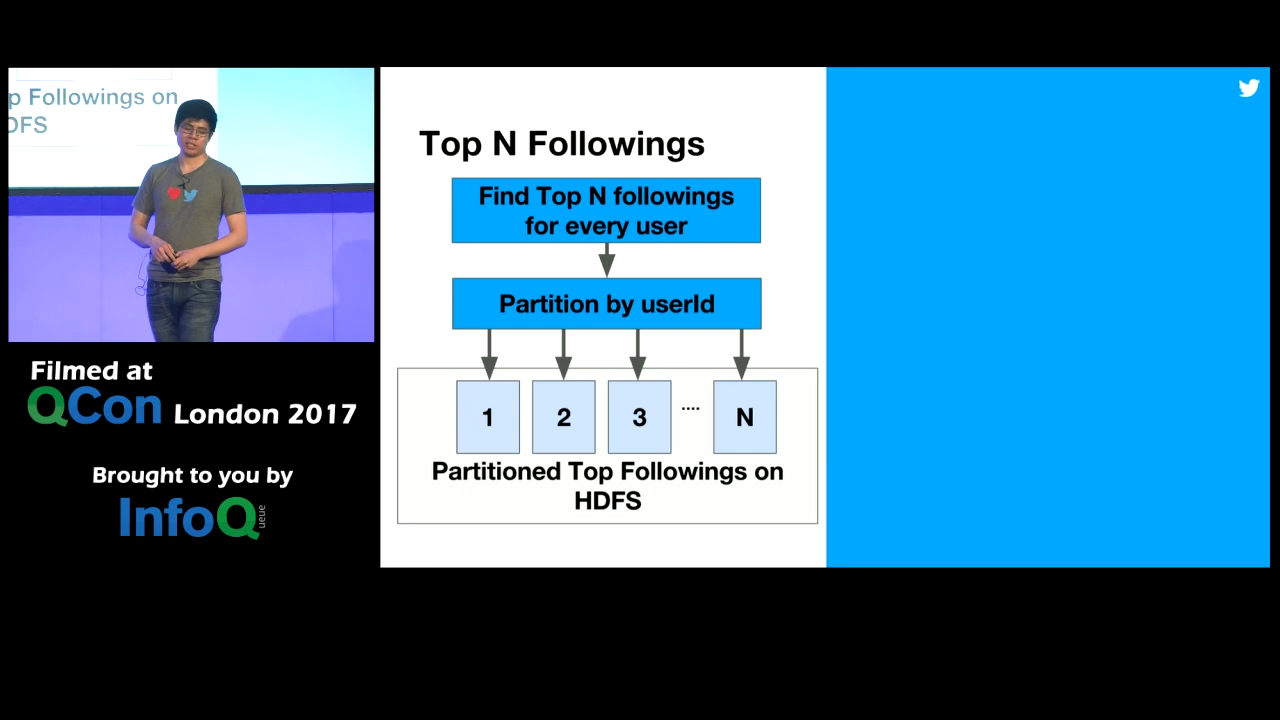 p Followings on
DFS
Filmed at
QCon London 2017
Brought to you by
InfoQ
ueue
Top N Followings
Find Top N followings
for every user
Partition by userId
1
2
3
....
N
Partitioned Top Followings on
HDFS